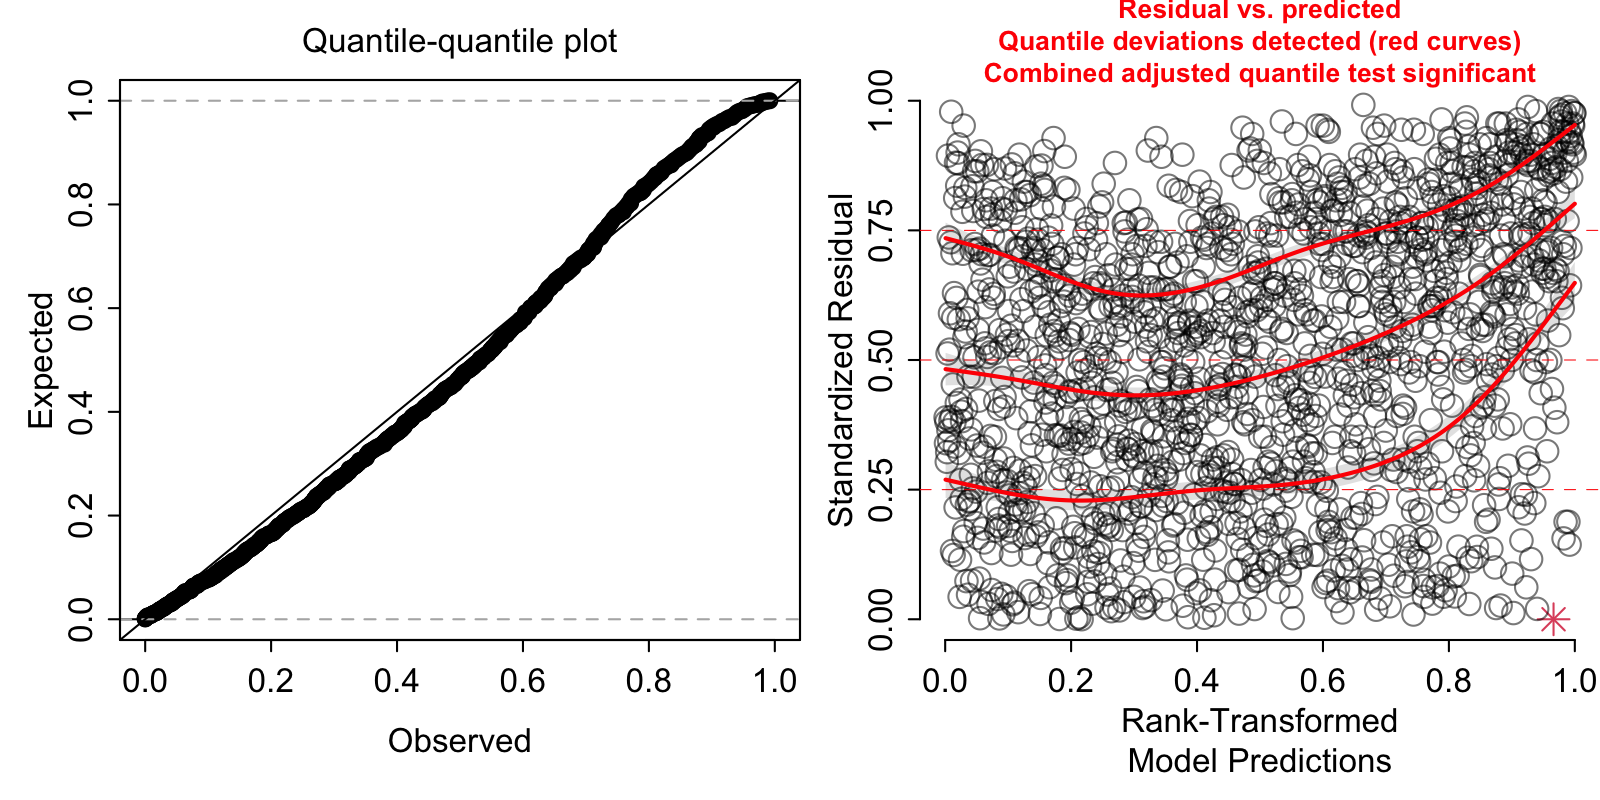 Quantile-quantile plot
Expected
0.0 0.2 0.4 0.6 0.8 1.0
0.0 0.2 0.4 0.6 0.8 1.0
Observed
Residual vs. predicted
Quantile deviations detected (red curves)
Combined adjusted quantile test significant
Standardized Residual
0.00 0.25 0.50 0.75 1.00
0.0 0.2 0.4 0.6 0.8 1.0
Rank-Transformed
Model Predictions